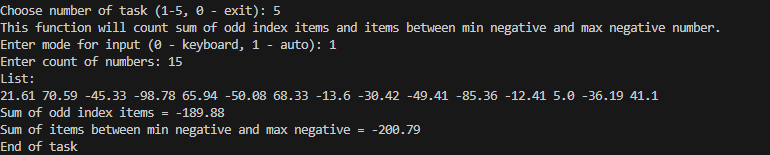 Choose number of task (1-5, 0 - exit): 5
This function will count sum of odd index items and items between min negative and max negative number.
Enter mode for input (0 - keyboard, 1 - auto): 1
Enter count of numbers: 15
List:
21.61 70.59 -45.33 -98.78 65.94 -50.08 68.33 -13.6 -30.42 -49.41 -85.36 -12.41 5.0 -36.19 41.1
Sum of odd index items = -189.88
Sum of items between min negative and max negative = -200.79
End of task